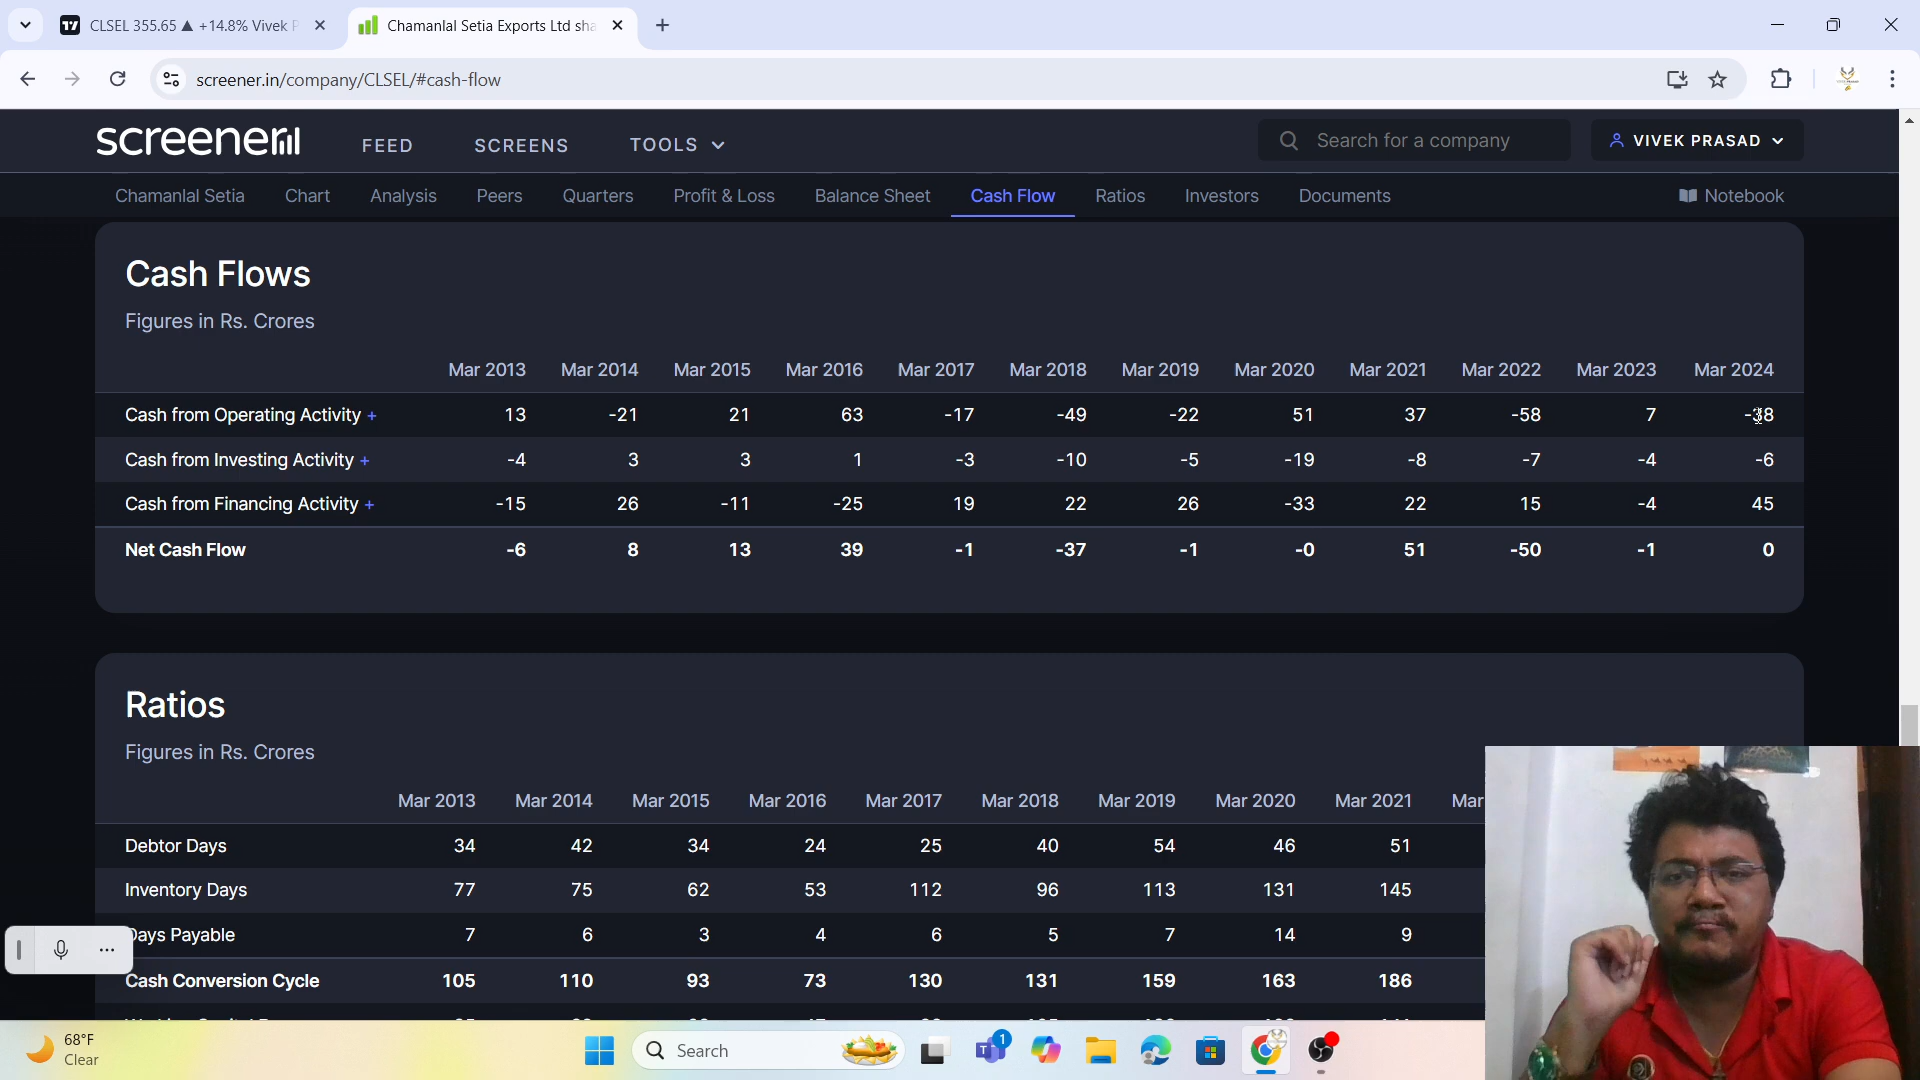 CLSEL 355.65 ▲ +14.8% Vivek P
Chamanlal Setia Exports Ltd sha
screener.in/company/CLSEL/#cash-flow
screener
FEED
SCREENS
TOOLS
Search for a company
VIVEK PRASAD
Chamanlal Setia Chart Analysis Peers Quarters Profit & Loss Balance Sheet Cash Flow Ratios Investors Documents Notebook
Cash Flows
Figures in Rs. Crores
Mar 2013 Mar 2014 Mar 2015 Mar 2016 Mar 2017 Mar 2018 Mar 2019 Mar 2020 Mar 2021 Mar 2022 Mar 2023 Mar 2024
Cash from Operating Activity + 13 -21 21 63 -17 -49 -22 51 37 -58 7 -38
Cash from Investing Activity + -4 3 3 1 -3 -10 -5 -19 -8 -7 -4 -6
Cash from Financing Activity + -15 26 -11 -25 19 22 26 -33 22 15 -4 45
Net Cash Flow -6 8 13 39 -1 -37 -1 -0 51 -50 -1 0
Ratios
Figures in Rs. Crores
Mar 2013 Mar 2014 Mar 2015 Mar 2016 Mar 2017 Mar 2018 Mar 2019 Mar 2020 Mar 2021 Mar
Debtor Days 34 42 34 24 25 40 54 46 51
Inventory Days 77 75 62 53 112 96 113 131 145
Days Payable 7 6 3 4 6 5 7 14 9
Cash Conversion Cycle 105 110 93 73 130 131 159 163 186
68°F
Clear
Search
1